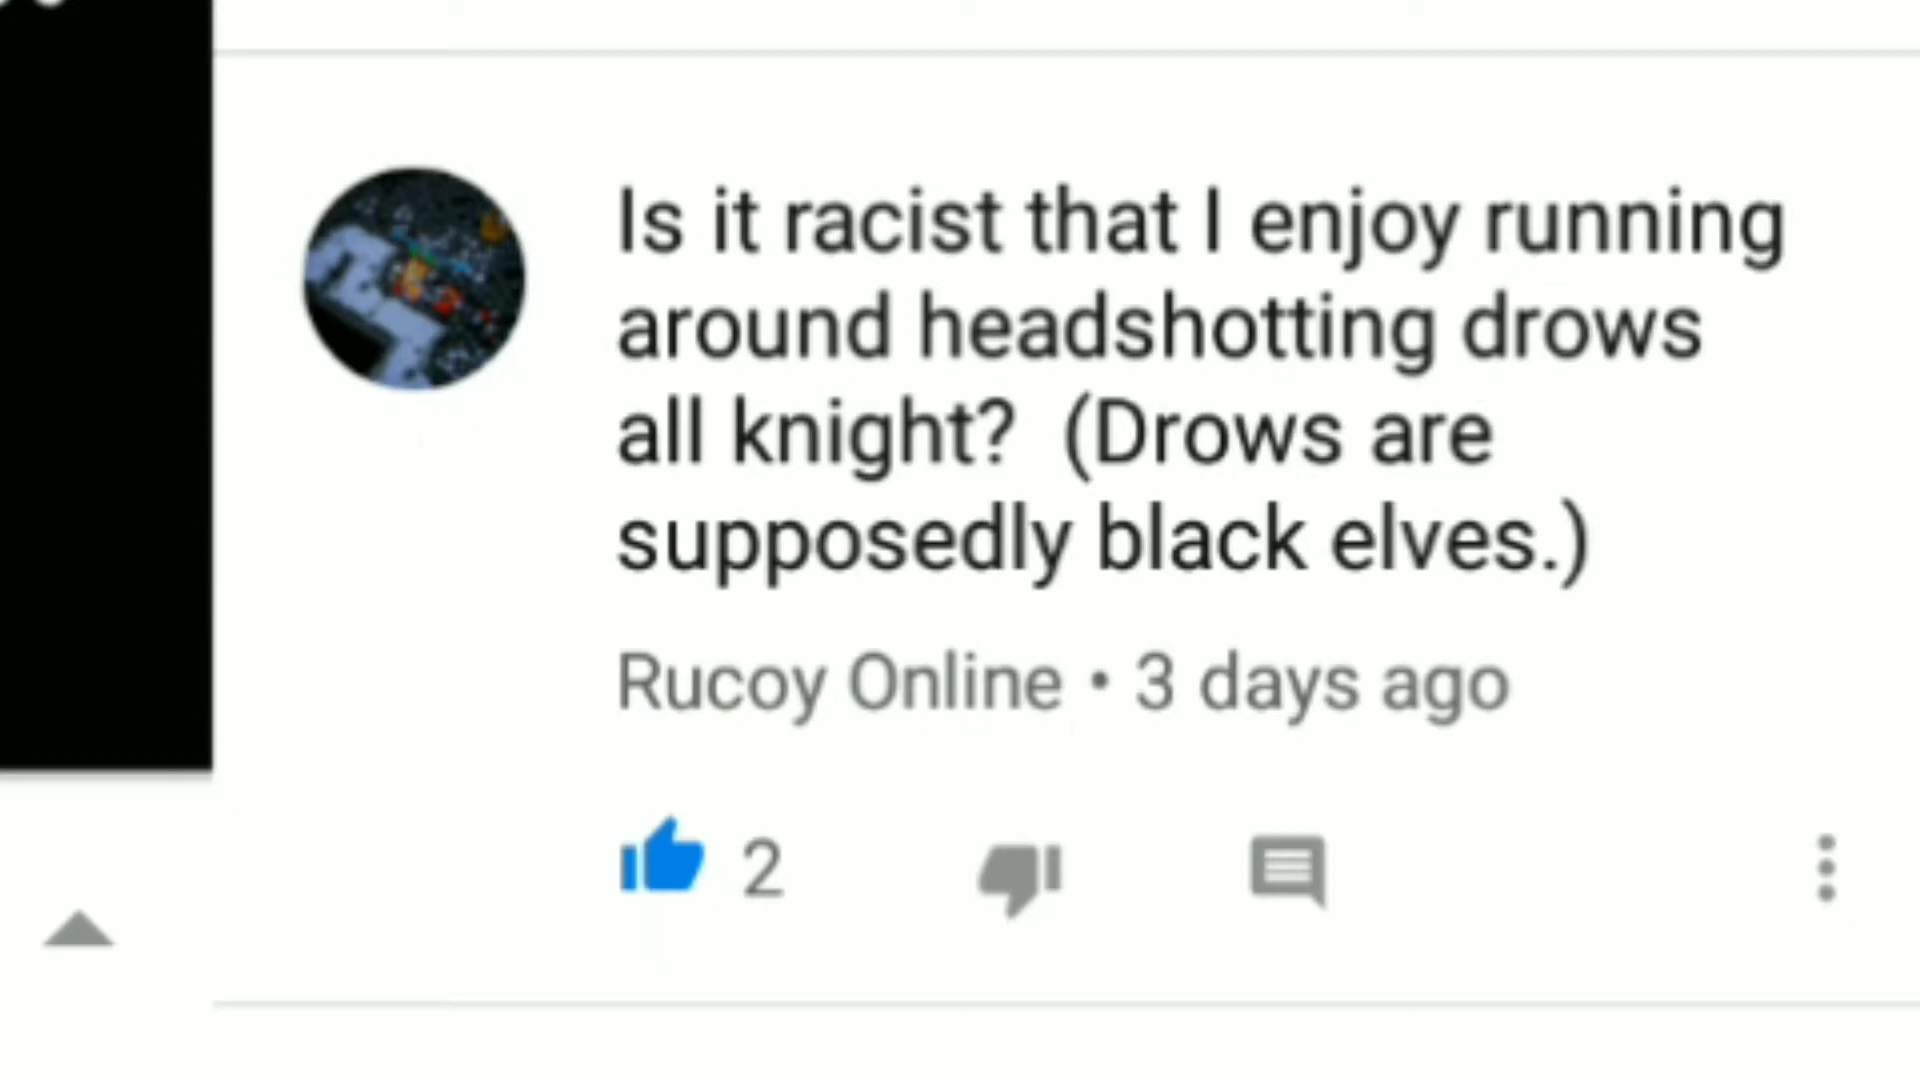 Is it racist that I enjoy running
around headshotting drows
all knight?  (Drows are
supposedly black elves.)
Rucoy Online • 3 days ago
2